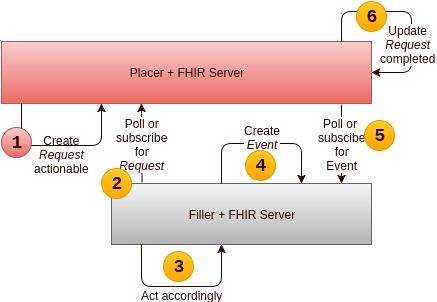 6
Update
Request
completed
Placer + FHIR Server
1
Create
Request
actionable
Poll or
subscribe
for
Request
Create
Event
4
Poll or
subscribe
for
Event
5
2
Filler + FHIR Server
3
Act accordingly